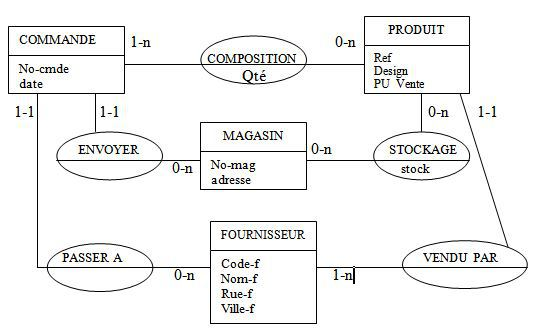 COMMANDE
No-cmde
date
1-n
COMPOSITION
Qté
0-n
PRODUIT
Ref
Design
PU Vente
1-1
1-1
0-n
1-1
ENVOYER
0-n
MAGASIN
No-mag
adresse
0-n
STOCKAGE
stock
PASSER A
0-n
FOURNISSEUR
Code-f
Nom-f
Rue-f
Ville-f
1-n
VENDU PAR